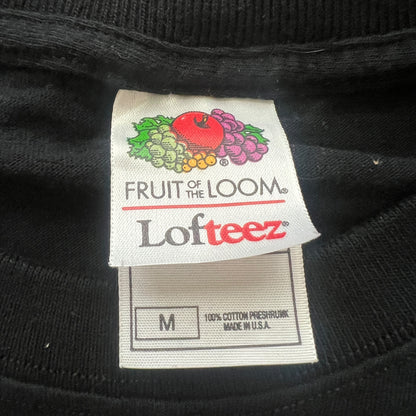 FRUIT OF THE LOOM®
Lofteez®
M
100% COTTON PRESHRUNK
MADE IN U.S.A.